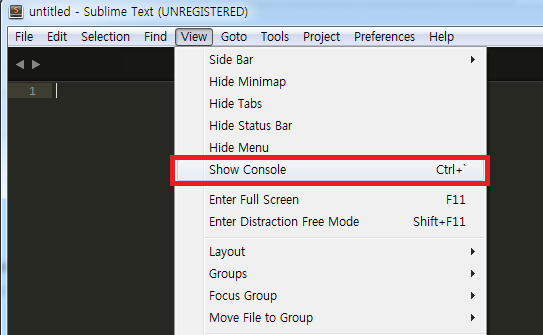 untitled - Sublime Text (UNREGISTERED)
File Edit Selection Find View Goto Tools Project Preferences Help
1
Side Bar
Hide Minimap
Hide Tabs
Hide Status Bar
Hide Menu
Show Console Ctrl+`
Enter Full Screen F11
Enter Distraction Free Mode Shift+F11
Layout
Groups
Focus Group
Move File to Group